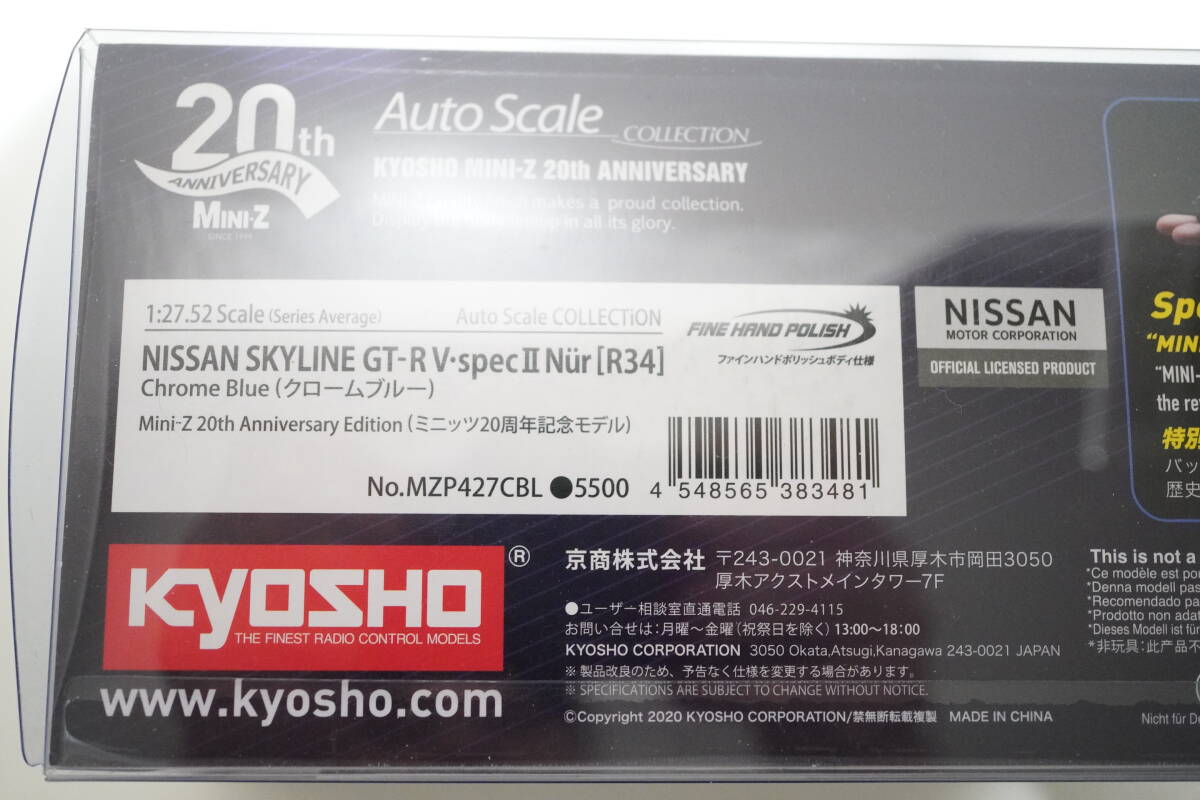 20th
ANNIVERSARY
MINI-Z
SINCE 1999
Auto Scale COLLECTION
KYOSHO MINI-Z 20th ANNIVERSARY
makes a proud collection.
in all its glory.
1:27.52 Scale (Series Average) Auto Scale COLLECTiON
NISSAN SKYLINE GT-R V・spec II Nür [R34]
Chrome Blue (クロームブルー)
Mini-Z 20th Anniversary Edition (ミニッツ20周年記念モデル)
No.MZP427CBL ●5500
4 548565 383481
FINE HAND POLISH
ファインハンドポリッシュボディ仕様
NISSAN
MOTOR CORPORATION
OFFICIAL LICENSED PRODUCT
"MINI-
the re
特別
バッ
歴史
KYOSHO ®
THE FINEST RADIO CONTROL MODELS
www.kyosho.com
京商株式会社 〒243-0021 神奈川県厚木市岡田3050
厚木アクストメインタワー7F
●ユーザー相談室直通電話 046-229-4115
お問い合せは:月曜〜金曜(祝祭日を除く) 13:00〜18:00
KYOSHO CORPORATION 3050 Okata,Atsugi,Kanagawa 243-0021 JAPAN
※ 製品改良のため、予告なく仕様を変更する場合があります。
※ SPECIFICATIONS ARE SUBJECT TO CHANGE WITHOUT NOTICE.
©Copyright 2020 KYOSHO CORPORATION/禁無断転載複製 MADE IN CHINA
This is not a
*Ce modèle est po
*Denna modell pas
*Recomendado pa
*Prodotto non adat
*Dieses Modell ist für
*非玩具:此产品不
Nicht für De